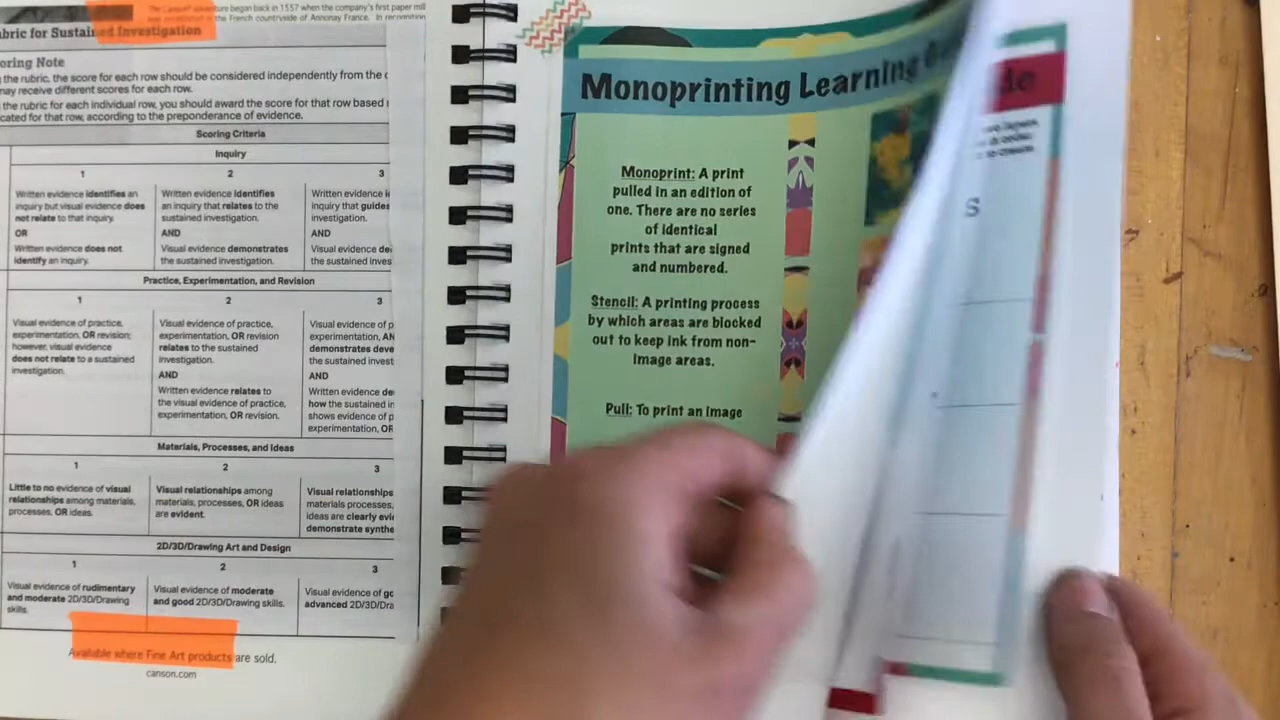 The Canson adventure began back in 1557 when the company's first paper mill
was established in the French countryside of Annonay France. In recognition
bric for Sustained Investigation
oring Note
the rubric, the score for each row should be considered independently from the
may receive different scores for each row.
the rubric for each individual row, you should award the score for that row based
cated for that row, according to the preponderance of evidence.
Scoring Criteria
Inquiry
1 2 3
Written evidence identifies an
inquiry but visual evidence does
not relate to that inquiry.
OR
Written evidence does not
identify an inquiry.
Written evidence identifies
an inquiry that relates to the
sustained investigation.
AND
Visual evidence demonstrates
the sustained investigation.
Written evidence
inquiry that guides
investigation.
AND
Visual evidence
the sustained inves
Practice, Experimentation, and Revision
1 2 3
Visual evidence of practice,
experimentation, OR revision;
however, visual evidence
does not relate to a sustained
investigation.
Visual evidence of practice,
experimentation, OR revision
relates to the sustained
investigation.
AND
Written evidence relates to
the visual evidence of practice,
experimentation, OR revision.
Visual evidence of p
experimentation, AN
demonstrates deve
the sustained invest
AND
Written evidence de
how the sustained in
shows evidence of p
experimentation, OR
Materials, Processes, and Ideas
1 2 3
Little to no evidence of visual
relationships among materials,
processes, OR ideas.
Visual relationships among
materials, processes, OR ideas
are evident.
Visual relationships
materials processes,
ideas are clearly evi
demonstrate synthe
2D/3D/Drawing Art and Design
1 2 3
Visual evidence of rudimentary
and moderate 2D/3D/Drawing
skills.
Visual evidence of moderate
and good 2D/3D/Drawing skills.
Visual evidence of go
advanced 2D/3D/Dra
Available where Fine Art products are sold.
canson.com
Monoprinting Learning
Monoprint: A print
pulled in an edition of
one. There are no series
of identical
prints that are signed
and numbered.
Stencil: A printing process
by which areas are blocked
out to keep ink from non-
image areas.
Pull: To print an image
S